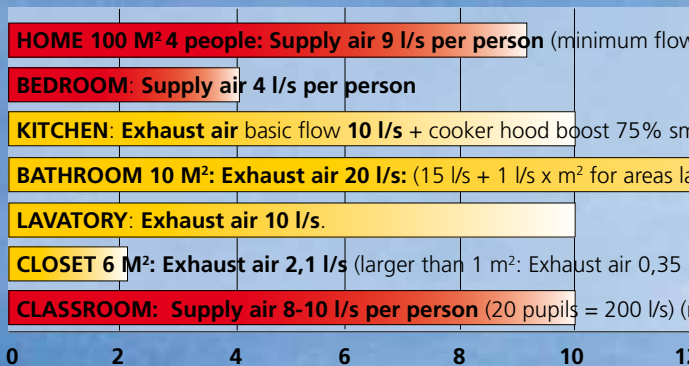 HOME 100 M² 4 people: Supply air 9 l/s per person (minimum flow
BEDROOM: Supply air 4 l/s per person
KITCHEN: Exhaust air basic flow 10 l/s + cooker hood boost 75% sm
BATHROOM 10 M²: Exhaust air 20 l/s: (15 l/s + 1 l/s x m² for areas la
LAVATORY: Exhaust air 10 l/s.
CLOSET 6 M²: Exhaust air 2,1 l/s (larger than 1 m²: Exhaust air 0,35
CLASSROOM: Supply air 8-10 l/s per person (20 pupils = 200 l/s) (
0 2 4 6 8 10 12